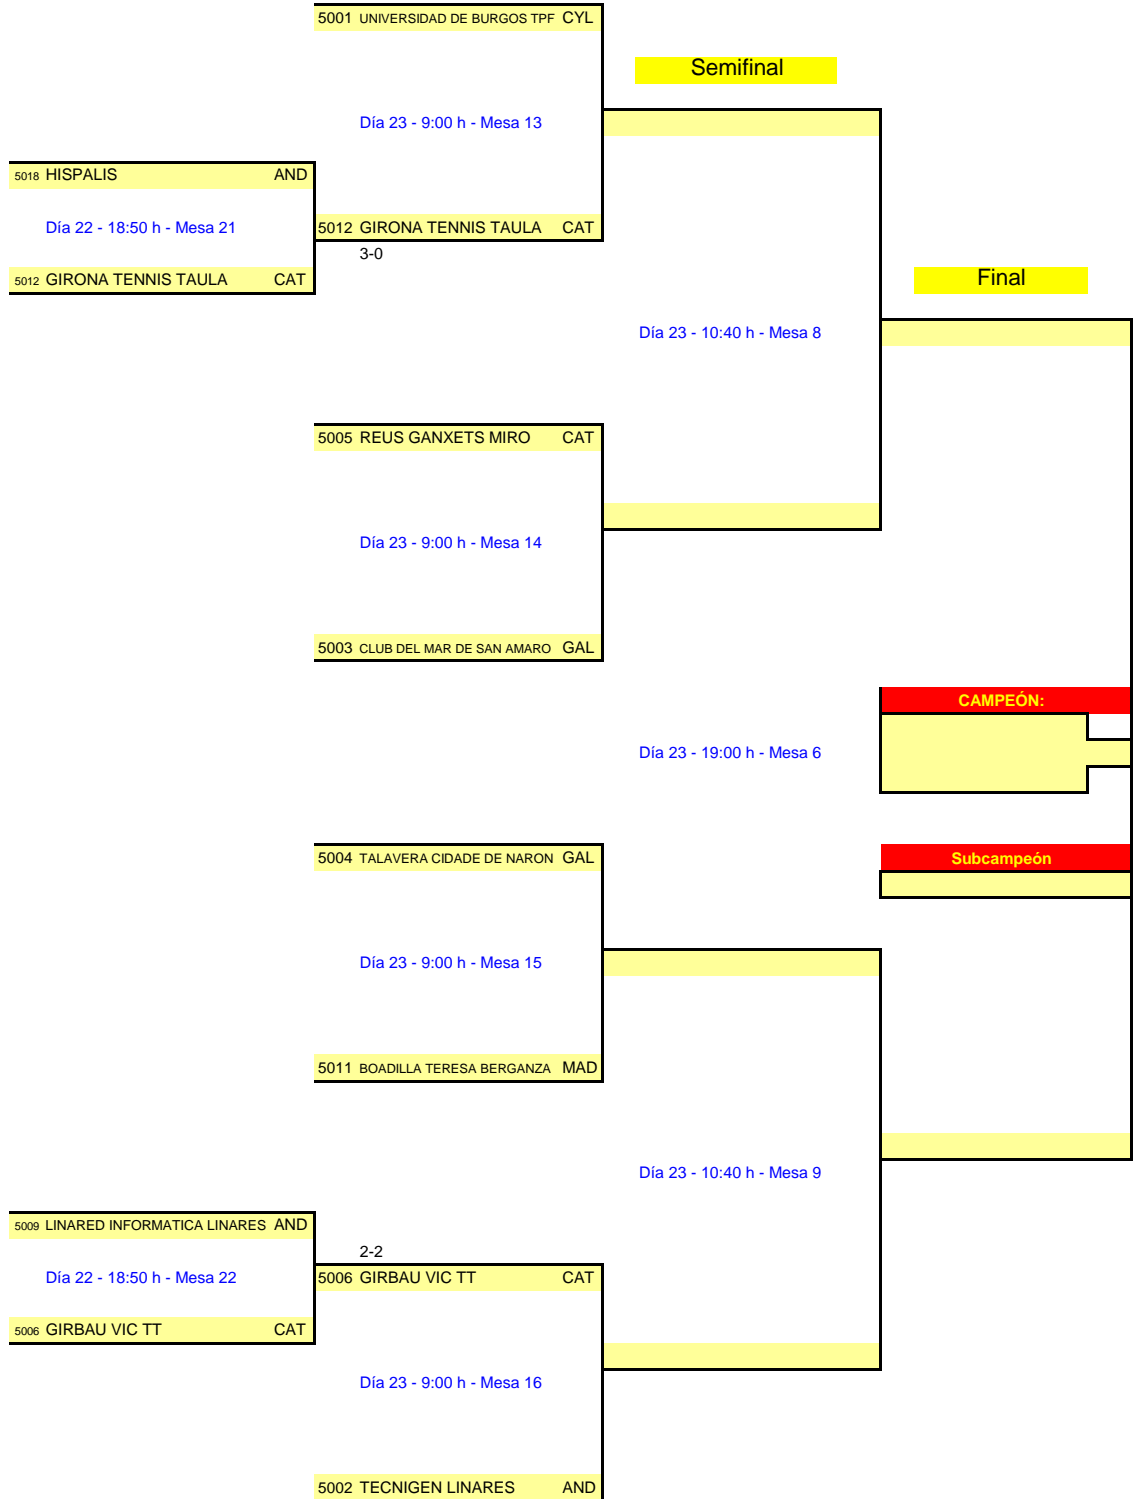 5001 UNIVERSIDAD DE BURGOS TPF CYL
Semifinal
Día 23 - 9:00 h - Mesa 13
5018 HISPALIS AND
Día 22 - 18:50 h - Mesa 21
5012 GIRONA TENNIS TAULA CAT
3-0
5012 GIRONA TENNIS TAULA CAT
Final
Día 23 - 10:40 h - Mesa 8
5005 REUS GANXETS MIRO CAT
Día 23 - 9:00 h - Mesa 14
5003 CLUB DEL MAR DE SAN AMARO GAL
CAMPEÓN:
Día 23 - 19:00 h - Mesa 6
5004 TALAVERA CIDADE DE NARON GAL
Subcampeón
Día 23 - 9:00 h - Mesa 15
5011 BOADILLA TERESA BERGANZA MAD
Día 23 - 10:40 h - Mesa 9
5009 LINARED INFORMATICA LINARES AND
2-2
Día 22 - 18:50 h - Mesa 22
5006 GIRBAU VIC TT CAT
5006 GIRBAU VIC TT CAT
Día 23 - 9:00 h - Mesa 16
5002 TECNIGEN LINARES AND